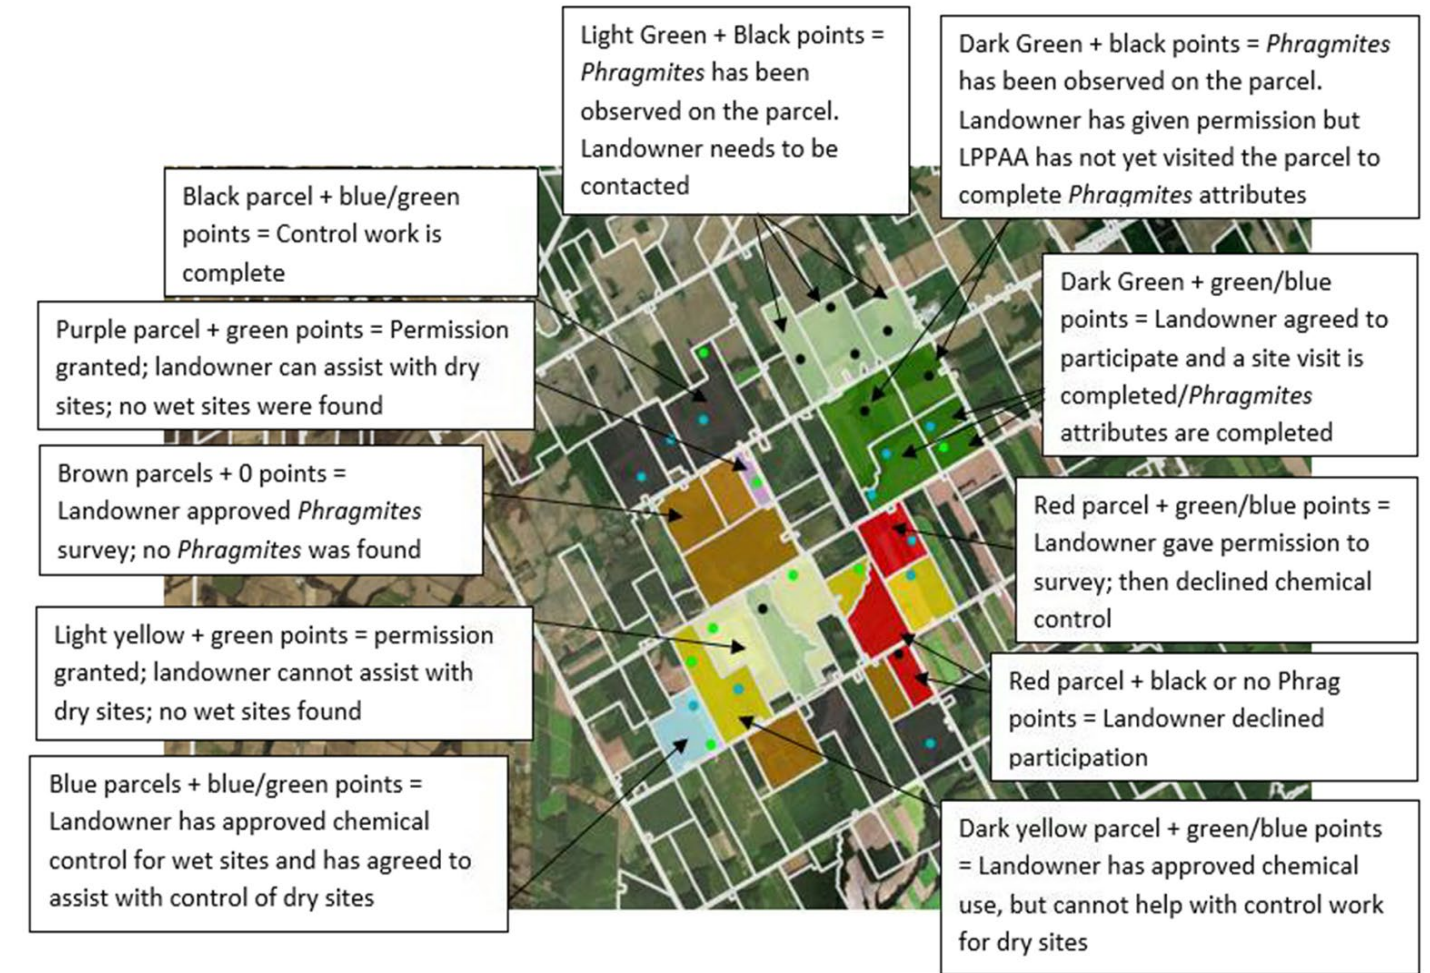 Light Green + Black points =
Phragmites has been
observed on the parcel.
Landowner needs to be
contacted
Dark Green + black points = Phragmites
has been observed on the parcel.
Landowner has given permission but
LPPAA has not yet visited the parcel to
complete Phragmites attributes
Black parcel + blue/green
points = Control work is
complete
Dark Green + green/blue
points = Landowner agreed to
participate and a site visit is
completed/Phragmites
attributes are completed
Purple parcel + green points = Permission
granted; landowner can assist with dry
sites; no wet sites were found
Brown parcels + 0 points =
Landowner approved Phragmites
survey; no Phragmites was found
Red parcel + green/blue points =
Landowner gave permission to
survey; then declined chemical
control
Light yellow + green points = permission
granted; landowner cannot assist with
dry sites; no wet sites found
Red parcel + black or no Phrag
points = Landowner declined
participation
Blue parcels + blue/green points =
Landowner has approved chemical
control for wet sites and has agreed to
assist with control of dry sites
Dark yellow parcel + green/blue points
= Landowner has approved chemical
use, but cannot help with control work
for dry sites